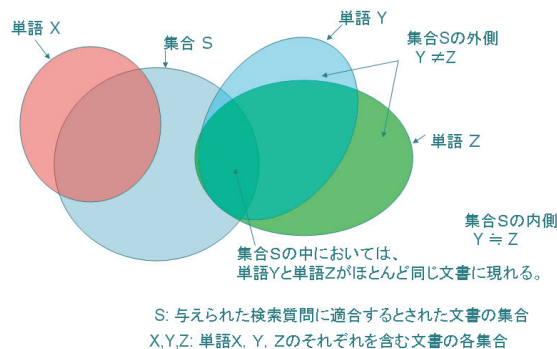 単語 X
集合 S
単語 Y
集合Sの外側
Y ≠Z
単語 Z
集合Sの内側
Y ≒ Z
集合Sの中においては、
単語Yと単語Zがほとんど同じ文書に現れる。
S: 与えられた検索質問に適合するとされた文書の集合
X,Y,Z: 単語X, Y, Zのそれぞれを含む文書の各集合